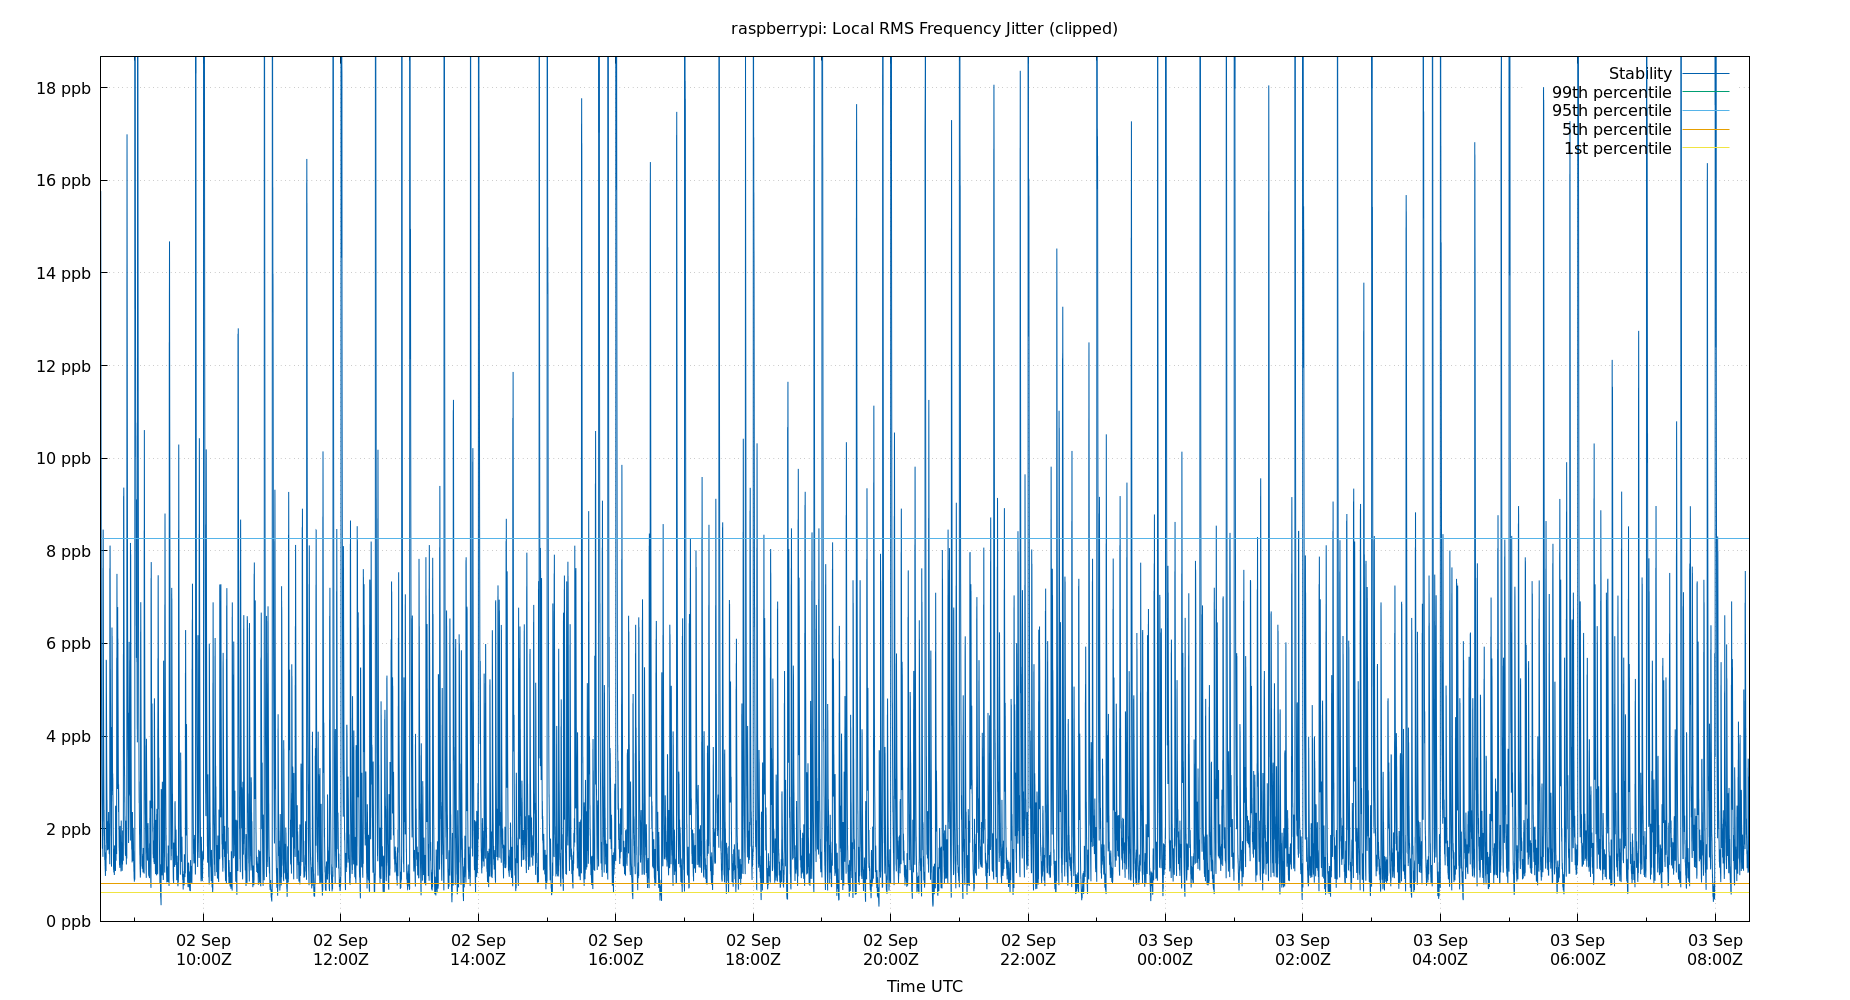 raspberrypi: Local RMS Frequency Jitter (clipped)
Stability
99th percentile
95th percentile
5th percentile
1st percentile
18 ppb
16 ppb
14 ppb
12 ppb
10 ppb
8 ppb
6 ppb
4 ppb
2 ppb
0 ppb
02 Sep 02 Sep 02 Sep 02 Sep 02 Sep 02 Sep 02 Sep 03 Sep 03 Sep 03 Sep 03 Sep 03 Sep
10:00Z 12:00Z 14:00Z 16:00Z 18:00Z 20:00Z 22:00Z 00:00Z 02:00Z 04:00Z 06:00Z 08:00Z
Time UTC